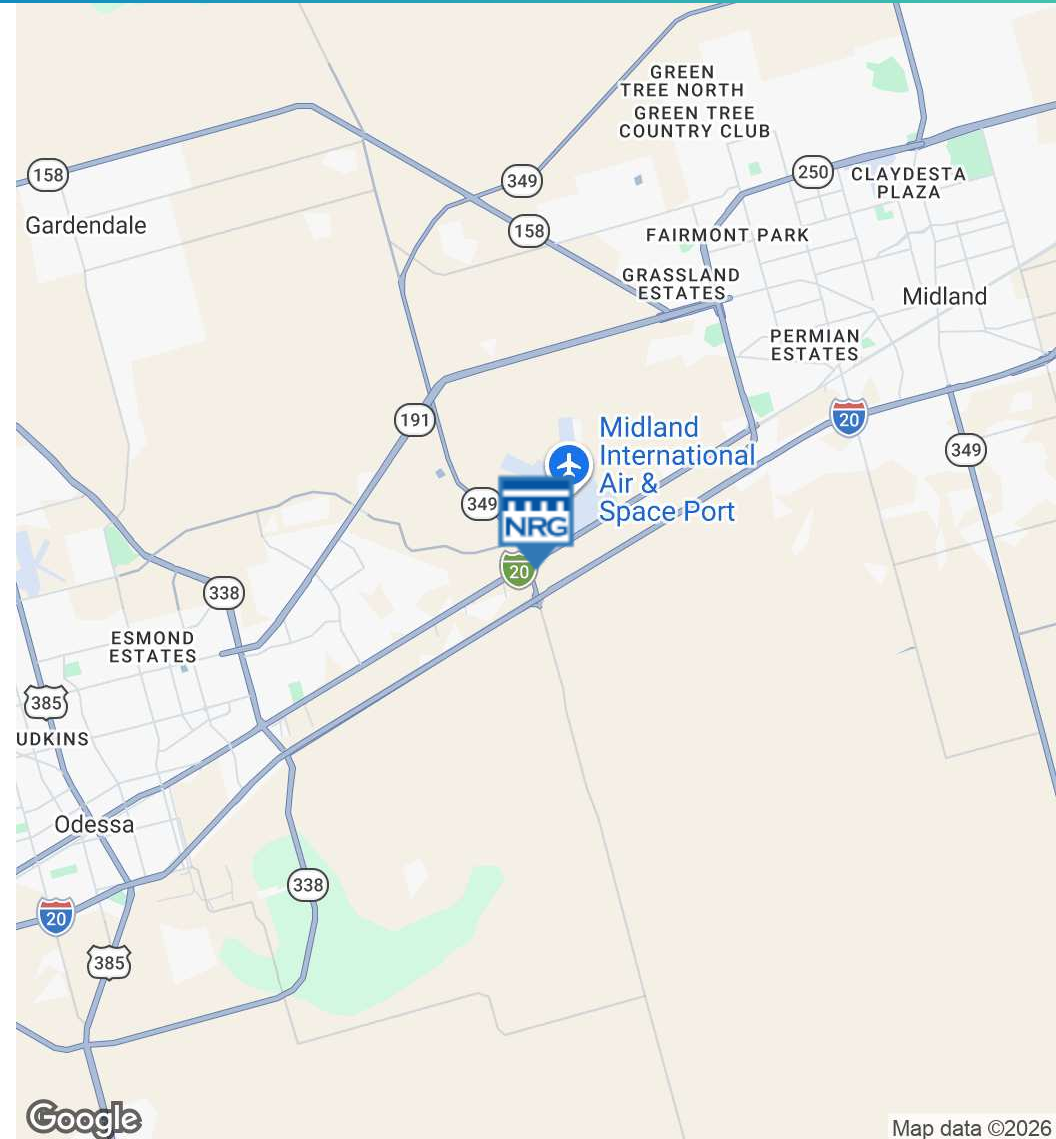 GREEN
TREE NORTH
GREEN TREE
COUNTRY CLUB
158
349
250
CLAYDESTA
PLAZA
Gardendale
158
FAIRMONT PARK
GRASSLAND
ESTATES
Midland
PERMIAN
ESTATES
191
20
Midland
International
Air &
Space Port
349
349
NRG
20
338
ESMOND
ESTATES
385
UDKINS
Odessa
338
20
385
Google
Map data ©2026